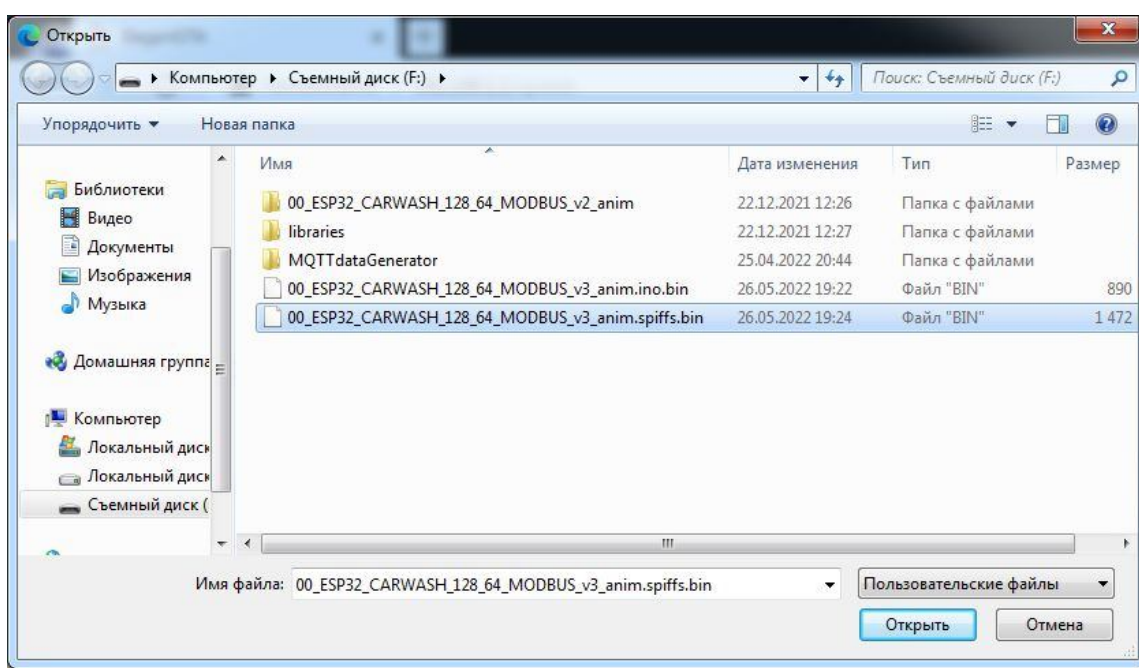 Открыть
Компьютер ▸ Съемный диск (F:) ▸
Поиск: Съемный диск (F:)
Упорядочить ▾ Новая папка
Имя Дата изменения Тип Размер
00_ESP32_CARWASH_128_64_MODBUS_v2_anim 22.12.2021 12:26 Папка с файлами
libraries 22.12.2021 12:27 Папка с файлами
MQTTdataGenerator 25.04.2022 20:44 Папка с файлами
00_ESP32_CARWASH_128_64_MODBUS_v3_anim.ino.bin 26.05.2022 19:22 Файл "BIN" 890
00_ESP32_CARWASH_128_64_MODBUS_v3_anim.spiffs.bin 26.05.2022 19:24 Файл "BIN" 1 472
Библиотеки
Видео
Документы
Изображения
Музыка
Домашняя группа
Компьютер
Локальный диск
Локальный диск
Съемный диск (
Имя файла: 00_ESP32_CARWASH_128_64_MODBUS_v3_anim.spiffs.bin
Пользовательские файлы
Открыть Отмена